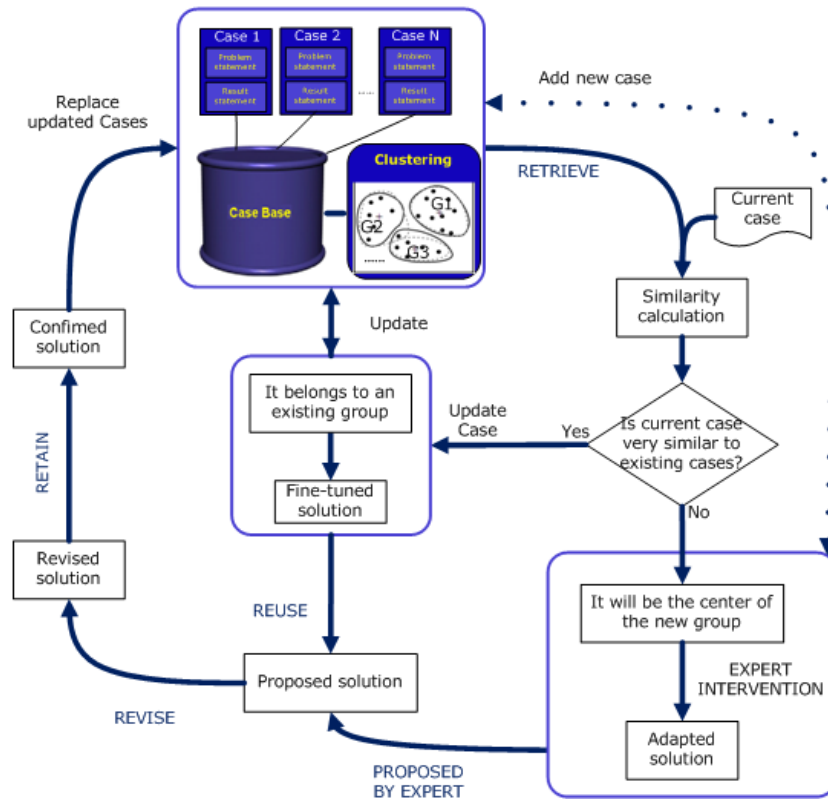 Case 1
Case 2
Case N
Problem
statement
Problem
statement
Problem
statement
Result
statement
Result
statement
......
Result
statement
Add new case
Replace
updated Cases
Clustering
RETRIEVE
Case Base
G1
G2
G3
......
Current
case
Similarity
calculation
Confimed
solution
Update
It belongs to an
existing group
Update
Case
Yes
Is current case
very similar to
existing cases?
RETAIN
Fine-tuned
solution
No
Revised
solution
REUSE
It will be the center of
the new group
Proposed solution
EXPERT
INTERVENTION
REVISE
Adapted
solution
PROPOSED
BY EXPERT